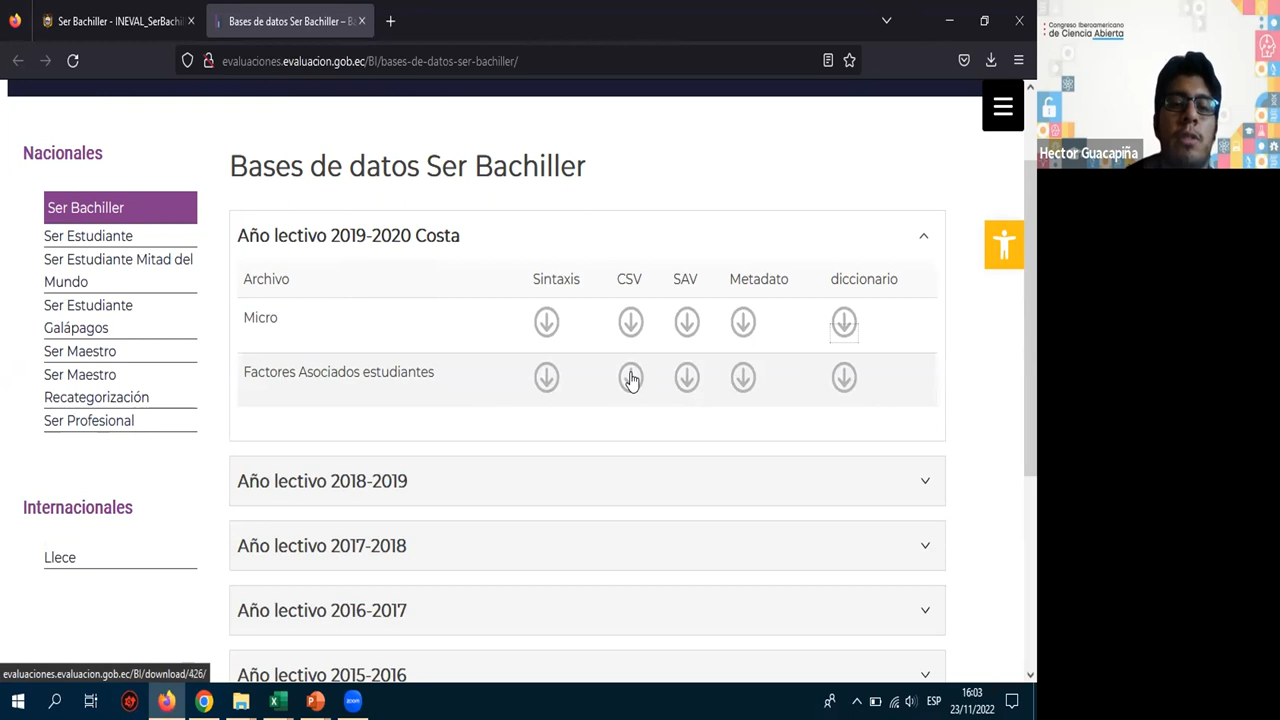 Ser Bachiller - INEVAL_SerBachi
Bases de datos Ser Bachiller – B
evaluaciones.evaluacion.gob.ec/BI/bases-de-datos-ser-bachiller/
Congreso Iberoamericano
de Ciencia Abierta
Hector Guacapiña
Nacionales
Ser Bachiller
Ser Estudiante
Ser Estudiante Mitad del
Mundo
Ser Estudiante
Galápagos
Ser Maestro
Ser Maestro
Recategorización
Ser Profesional
Internacionales
Llece
Bases de datos Ser Bachiller
Año lectivo 2019-2020 Costa
Archivo Sintaxis CSV SAV Metadato diccionario
Micro
Factores Asociados estudiantes
Año lectivo 2018-2019
Año lectivo 2017-2018
Año lectivo 2016-2017
Año lectivo 2015-2016
evaluaciones.evaluacion.gob.ec/BI/download/426/
zoom
ESP
16:03
23/11/2022